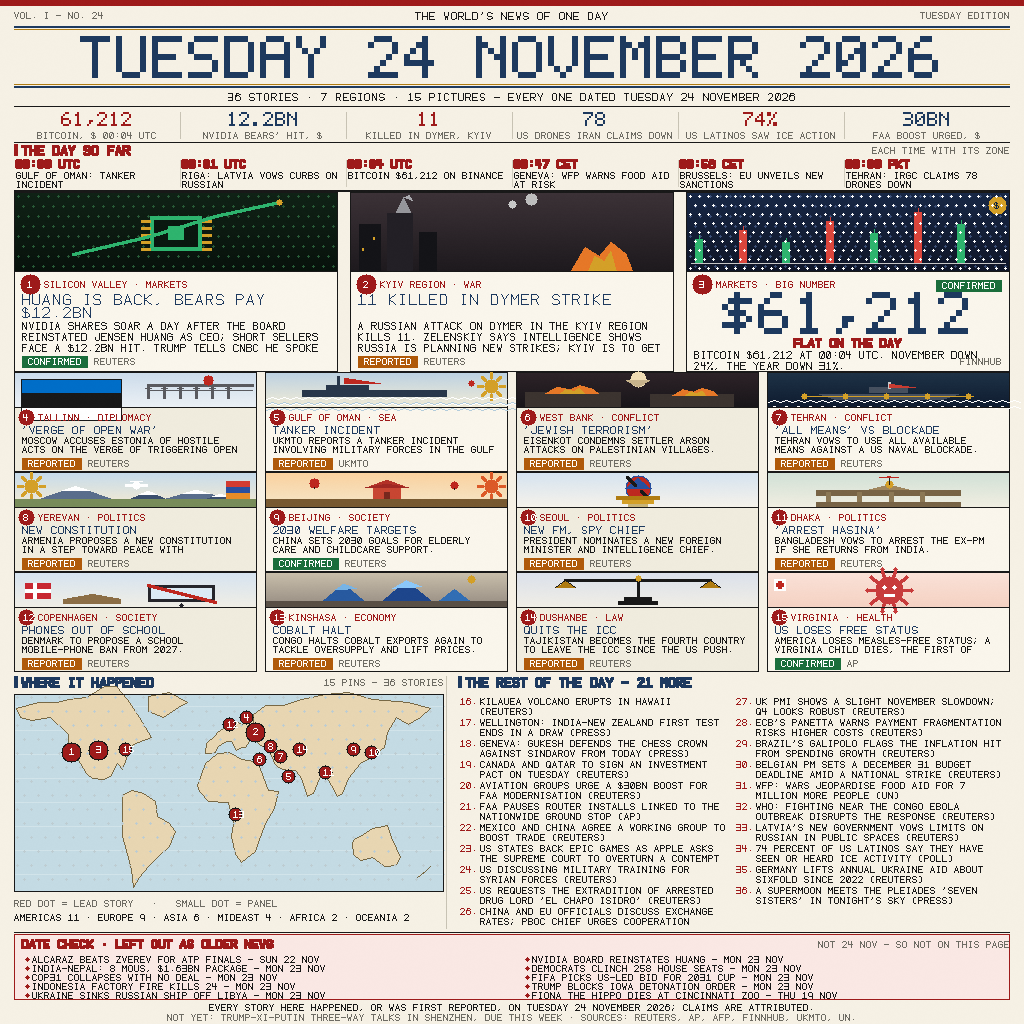 VOL. I - NO. 24
THE WORLD'S NEWS OF ONE DAY
TUESDAY EDITION
TUESDAY 24 NOVEMBER 2026
36 STORIES · 7 REGIONS · 15 PICTURES - EVERY ONE DATED TUESDAY 24 NOVEMBER 2026
61,212
BITCOIN, $ 00:04 UTC
12.2BN
NVIDIA BEARS' HIT, $
11
KILLED IN DYMER, KYIV
78
US DRONES IRAN CLAIMS DOWN
74%
US LATINOS SAW ICE ACTION
30BN
FAA BOOST URGED, $
THE DAY SO FAR
EACH TIME WITH ITS ZONE
UTC
GULF OF OMAN: TANKER
INCIDENT
UTC
RIGA: LATVIA VOWS CURBS ON
RUSSIAN
UTC
BITCOIN $61,212 ON BINANCE
CET
GENEVA: WFP WARNS FOOD AID
AT RISK
CET
BRUSSELS: EU UNVEILS NEW
SANCTIONS
PKT
TEHRAN: IRGC CLAIMS 78
DRONES DOWN
1 SILICON VALLEY · MARKETS
HUANG IS BACK, BEARS PAY
$12.2BN
NVIDIA SHARES SOAR A DAY AFTER THE BOARD
REINSTATED JENSEN HUANG AS CEO; SHORT SELLERS
FACE A $12.2BN HIT. TRUMP TELLS CNBC HE SPOKE
CONFIRMED REUTERS
2 KYIV REGION · WAR
11 KILLED IN DYMER STRIKE
A RUSSIAN ATTACK ON DYMER IN THE KYIV REGION
KILLS 11. ZELENSKIY SAYS INTELLIGENCE SHOWS
RUSSIA IS PLANNING NEW STRIKES; KYIV IS TO GET
REPORTED REUTERS
$
3 MARKETS · BIG NUMBER
CONFIRMED
$61,212
FLAT ON THE DAY
BITCOIN $61,212 AT 00:04 UTC. NOVEMBER DOWN
24%, THE YEAR DOWN 31%.
FINNHUB
4 TALLINN · DIPLOMACY
'VERGE OF OPEN WAR'
MOSCOW ACCUSES ESTONIA OF HOSTILE
ACTS ON THE VERGE OF TRIGGERING OPEN
REPORTED REUTERS
5 GULF OF OMAN · SEA
TANKER INCIDENT
UKMTO REPORTS A TANKER INCIDENT
INVOLVING MILITARY FORCES IN THE GULF
REPORTED UKMTO
6 WEST BANK · CONFLICT
'JEWISH TERRORISM'
EISENKOT CONDEMNS SETTLER ARSON
ATTACKS ON PALESTINIAN VILLAGES.
REPORTED REUTERS
7 TEHRAN · CONFLICT
'ALL MEANS' VS BLOCKADE
TEHRAN VOWS TO USE ALL AVAILABLE
MEANS AGAINST A US NAVAL BLOCKADE.
REPORTED REUTERS
8 YEREVAN · POLITICS
NEW CONSTITUTION
ARMENIA PROPOSES A NEW CONSTITUTION
IN A STEP TOWARD PEACE WITH
REPORTED REUTERS
9 BEIJING · SOCIETY
2030 WELFARE TARGETS
CHINA SETS 2030 GOALS FOR ELDERLY
CARE AND CHILDCARE SUPPORT.
CONFIRMED REUTERS
10 SEOUL · POLITICS
NEW FM, SPY CHIEF
PRESIDENT NOMINATES A NEW FOREIGN
MINISTER AND INTELLIGENCE CHIEF.
REPORTED REUTERS
11 DHAKA · POLITICS
'ARREST HASINA'
BANGLADESH VOWS TO ARREST THE EX-PM
IF SHE RETURNS FROM INDIA.
REPORTED REUTERS
12 COPENHAGEN · SOCIETY
PHONES OUT OF SCHOOL
DENMARK TO PROPOSE A SCHOOL
MOBILE-PHONE BAN FROM 2027.
REPORTED REUTERS
13 KINSHASA · ECONOMY
COBALT HALT
CONGO HALTS COBALT EXPORTS AGAIN TO
TACKLE OVERSUPPLY AND LIFT PRICES.
REPORTED REUTERS
14 DUSHANBE · LAW
QUITS THE ICC
TAJIKISTAN BECOMES THE FOURTH COUNTRY
TO LEAVE THE ICC SINCE THE US PUSH.
REPORTED REUTERS
15 VIRGINIA · HEALTH
US LOSES FREE STATUS
AMERICA LOSES MEASLES-FREE STATUS; A
VIRGINIA CHILD DIES, THE FIRST OF
CONFIRMED AP
WHERE IT HAPPENED
15 PINS - 36 STORIES
1 3 15 12 4 2 8 6 7 14 5 9 10 11 13
RED DOT = LEAD STORY · SMALL DOT = PANEL
AMERICAS 11 · EUROPE 9 · ASIA 6 · MIDEAST 4 · AFRICA 2 · OCEANIA 2
THE REST OF THE DAY - 21 MORE
16. KILAUEA VOLCANO ERUPTS IN HAWAII
(REUTERS)
17. WELLINGTON: INDIA-NEW ZEALAND FIRST TEST
ENDS IN A DRAW (PRESS)
18. GENEVA: GUKESH DEFENDS THE CHESS CROWN
AGAINST SINDAROV FROM TODAY (PRESS)
19. CANADA AND QATAR TO SIGN AN INVESTMENT
PACT ON TUESDAY (REUTERS)
20. AVIATION GROUPS URGE A $30BN BOOST FOR
FAA MODERNISATION (REUTERS)
21. FAA PAUSES ROUTER INSTALLS LINKED TO THE
NATIONWIDE GROUND STOP (AP)
22. MEXICO AND CHINA AGREE A WORKING GROUP TO
BOOST TRADE (REUTERS)
23. US STATES BACK EPIC GAMES AS APPLE ASKS
THE SUPREME COURT TO OVERTURN A CONTEMPT
24. US DISCUSSING MILITARY TRAINING FOR
SYRIAN FORCES (REUTERS)
25. US REQUESTS THE EXTRADITION OF ARRESTED
DRUG LORD 'EL CHAPO ISIDRO' (REUTERS)
26. CHINA AND EU OFFICIALS DISCUSS EXCHANGE
RATES; PBOC CHIEF URGES COOPERATION
27. UK PMI SHOWS A SLIGHT NOVEMBER SLOWDOWN;
Q4 LOOKS ROBUST (REUTERS)
28. ECB'S PANETTA WARNS PAYMENT FRAGMENTATION
RISKS HIGHER COSTS (REUTERS)
29. BRAZIL'S GALIPOLO FLAGS THE INFLATION HIT
FROM SPENDING GROWTH (REUTERS)
30. BELGIAN PM SETS A DECEMBER 31 BUDGET
DEADLINE AMID A NATIONAL STRIKE (REUTERS)
31. WFP: WARS JEOPARDISE FOOD AID FOR 7
MILLION MORE PEOPLE (UN)
32. WHO: FIGHTING NEAR THE CONGO EBOLA
OUTBREAK DISRUPTS THE RESPONSE (REUTERS)
33. LATVIA'S NEW GOVERNMENT VOWS LIMITS ON
RUSSIAN IN PUBLIC SPACES (REUTERS)
34. 74 PERCENT OF US LATINOS SAY THEY HAVE
SEEN OR HEARD ICE ACTIVITY (POLL)
35. GERMANY LIFTS ANNUAL UKRAINE AID ABOUT
SIXFOLD SINCE 2022 (REUTERS)
36. A SUPERMOON MEETS THE PLEIADES 'SEVEN
SISTERS' IN TONIGHT'S SKY (PRESS)
DATE CHECK · LEFT OUT AS OLDER NEWS
NOT 24 NOV - SO NOT ON THIS PAGE
◆ALCARAZ BEATS ZVEREV FOR ATP FINALS - SUN 22 NOV
◆INDIA-NEPAL: 8 MOUS, $1.63BN PACKAGE - MON 23 NOV
◆COP31 COLLAPSES WITH NO DEAL - MON 23 NOV
◆INDONESIA FACTORY FIRE KILLS 24 - MON 23 NOV
◆UKRAINE SINKS RUSSIAN SHIP OFF LIBYA - MON 23 NOV
◆NVIDIA BOARD REINSTATES HUANG - MON 23 NOV
◆DEMOCRATS CLINCH 258 HOUSE SEATS - MON 23 NOV
◆FIFA PICKS US-LED BID FOR 2031 CUP - MON 23 NOV
◆TRUMP BLOCKS IOWA DETONATION ORDER - MON 23 NOV
◆FIONA THE HIPPO DIES AT CINCINNATI ZOO - THU 19 NOV
EVERY STORY HERE HAPPENED, OR WAS FIRST REPORTED, ON TUESDAY 24 NOVEMBER 2026; CLAIMS ARE ATTRIBUTED.
NOT YET: TRUMP-XI-PUTIN THREE-WAY TALKS IN SHENZHEN, DUE THIS WEEK · SOURCES: REUTERS, AP, AFP, FINNHUB, UKMTO, UN.